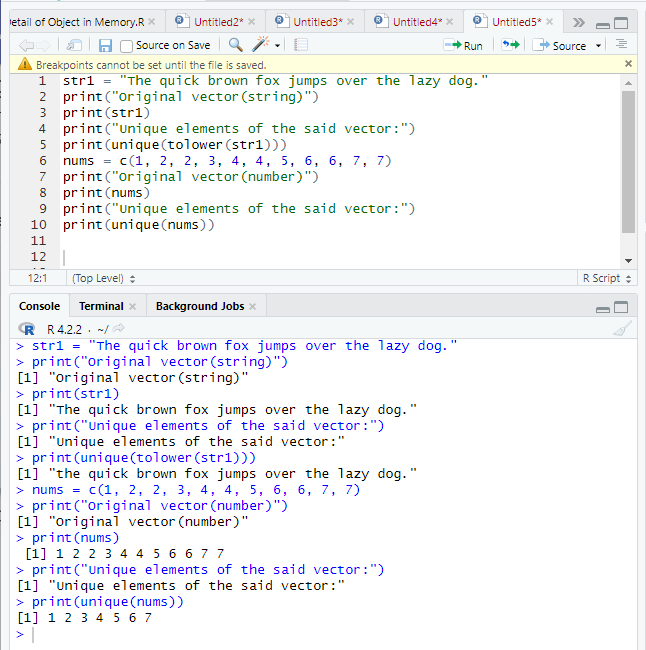 etail of Object in Memory.R × Untitled2* × Untitled3* × Untitled4* × Untitled5* ×
Source on Save Run Source
Breakpoints cannot be set until the file is saved. ×
1 str1 = "The quick brown fox jumps over the lazy dog."
2 print("Original vector(string)")
3 print(str1)
4 print("Unique elements of the said vector:")
5 print(unique(tolower(str1)))
6 nums = c(1, 2, 2, 3, 4, 4, 5, 6, 6, 7, 7)
7 print("Original vector(number)")
8 print(nums)
9 print("Unique elements of the said vector:")
10 print(unique(nums))
11
12
12:1 (Top Level) R Script
Console Terminal × Background Jobs ×
R 4.2.2 · ~/
> str1 = "The quick brown fox jumps over the lazy dog."
> print("Original vector(string)")
[1] "Original vector(string)"
> print(str1)
[1] "The quick brown fox jumps over the lazy dog."
> print("Unique elements of the said vector:")
[1] "Unique elements of the said vector:"
> print(unique(tolower(str1)))
[1] "the quick brown fox jumps over the lazy dog."
> nums = c(1, 2, 2, 3, 4, 4, 5, 6, 6, 7, 7)
> print("Original vector(number)")
[1] "Original vector(number)"
> print(nums)
 [1] 1 2 2 3 4 4 5 6 6 7 7
> print("Unique elements of the said vector:")
[1] "Unique elements of the said vector:"
> print(unique(nums))
[1] 1 2 3 4 5 6 7
>